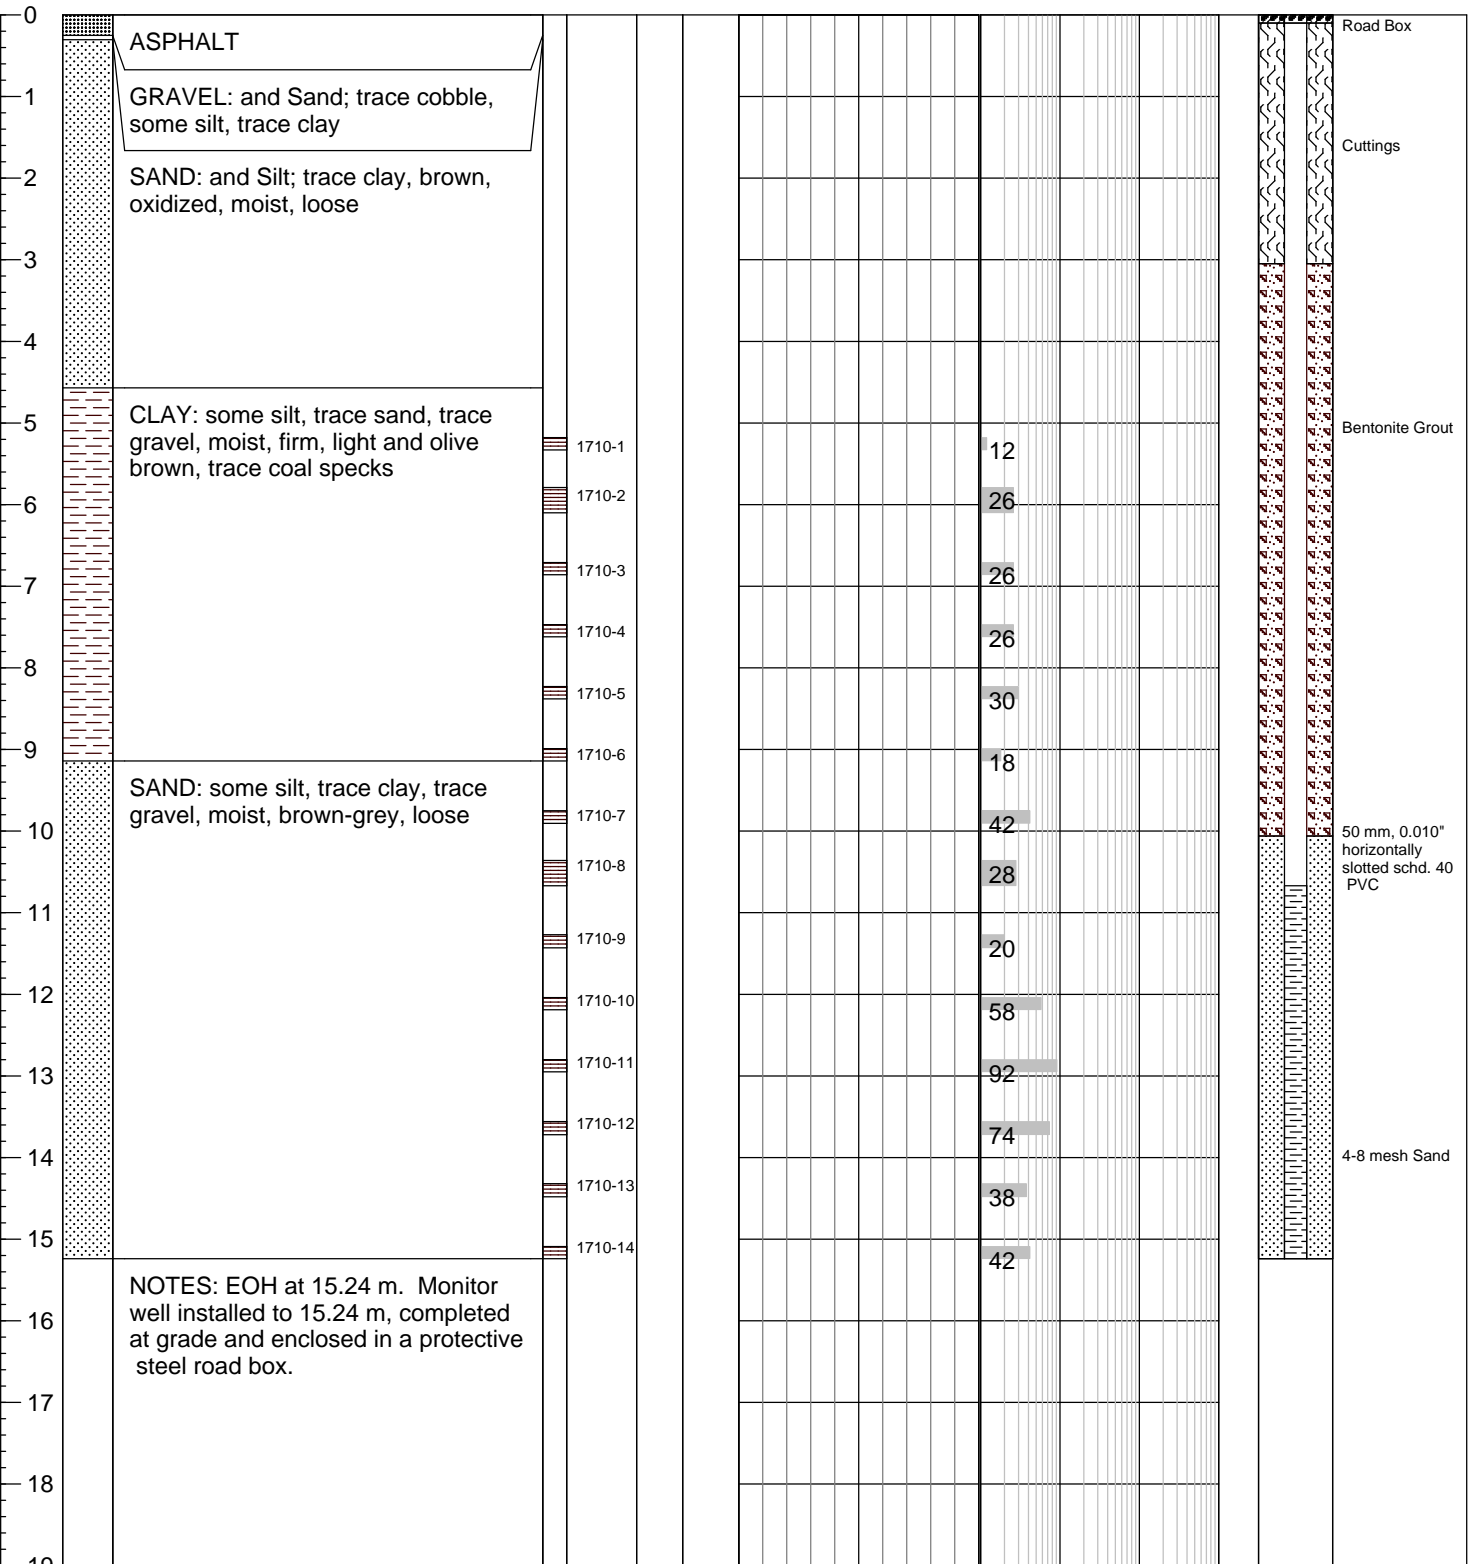 0
ASPHALT
Road Box
GRAVEL: and Sand; trace cobble,
some silt, trace clay
1
Cuttings
SAND: and Silt; trace clay, brown,
oxidized, moist, loose
2
3
4
CLAY: some silt, trace sand, trace
gravel, moist, firm, light and olive
brown, trace coal specks
5
Bentonite Grout
1710-1
12
1710-2
26
6
1710-3
26
7
1710-4
26
8
1710-5
30
9
1710-6
18
SAND: some silt, trace clay, trace
gravel, moist, brown-grey, loose
1710-7
42
10
50 mm, 0.010"
horizontally
slotted schd. 40
PVC
1710-8
28
11
1710-9
20
12
1710-10
58
1710-11
92
13
1710-12
74
14
4-8 mesh Sand
1710-13
38
15
1710-14
42
NOTES: EOH at 15.24 m. Monitor
well installed to 15.24 m, completed
at grade and enclosed in a protective
steel road box.
16
17
18
19